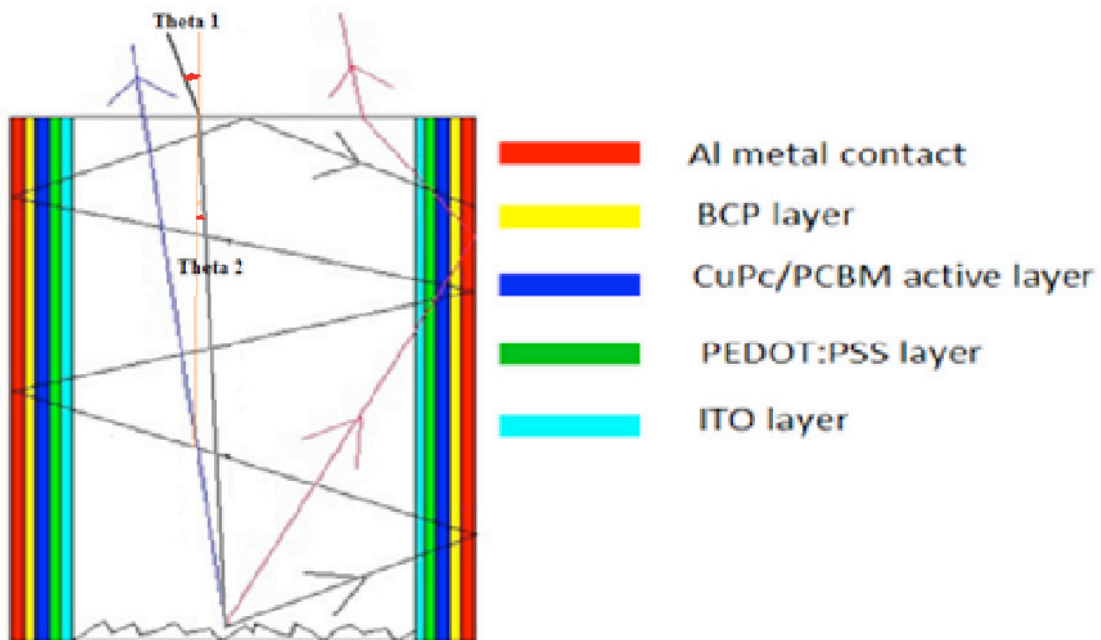 Theta 1
Al metal contact
BCP layer
Theta 2
CuPc/PCBM active layer
PEDOT:PSS layer
ITO layer